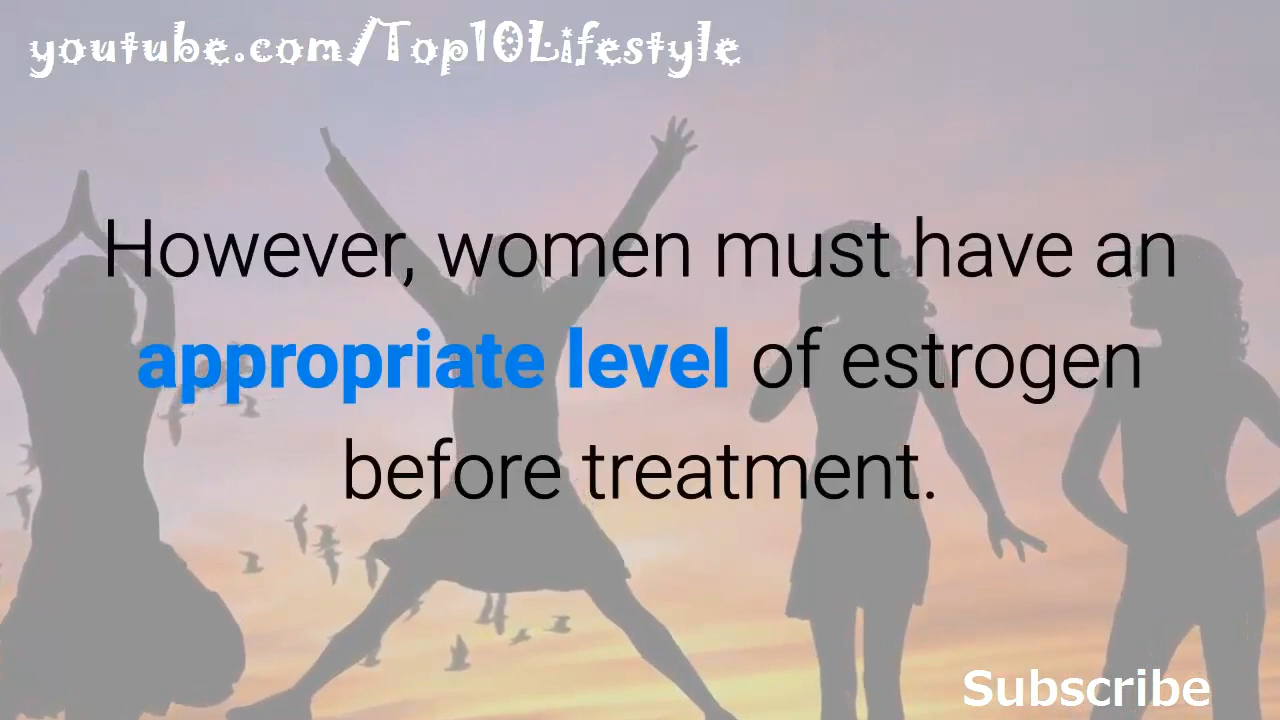 youtube.com/Top10Lifestyle
However, women must have an
appropriate level of estrogen
before treatment.
Subscribe